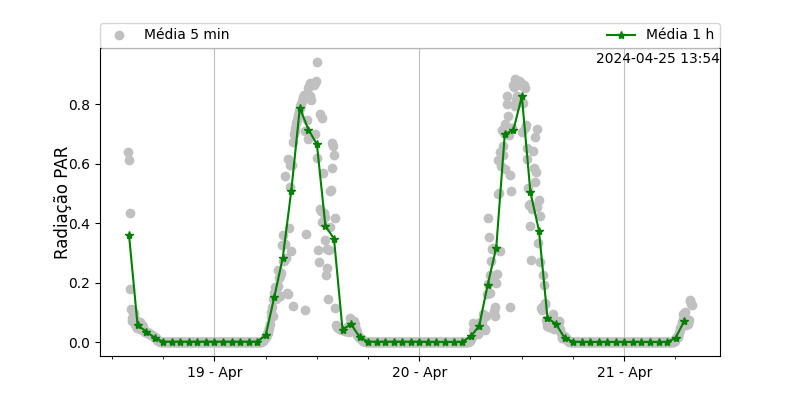 Média 5 min
Média 1 h
2024-04-25 13:54
Radiação PAR
0.8
0.6
0.4
0.2
0.0
19 - Apr
20 - Apr
21 - Apr